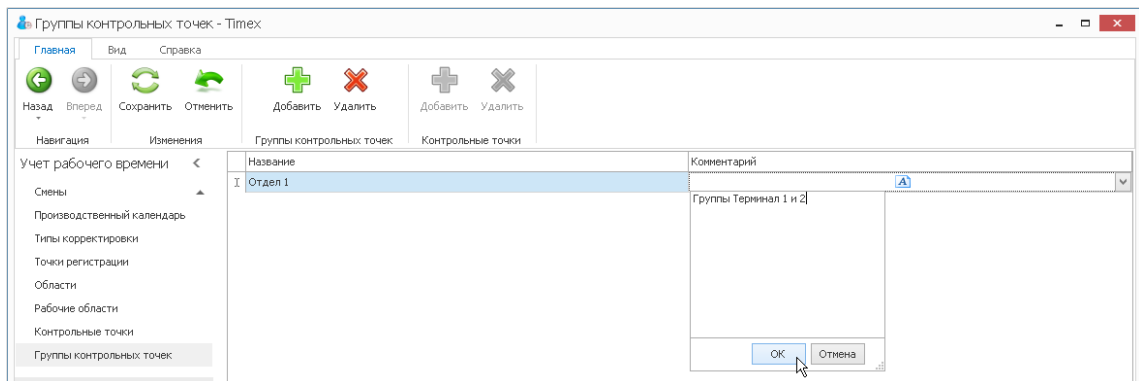 Группы контрольных точек - Timex
Главная Вид Справка
Назад Вперед Сохранить Отменить Добавить Удалить Добавить Удалить
Навигация Изменения Группы контрольных точек Контрольные точки
Учет рабочего времени
Название Комментарий
Отдел 1
Группы Терминал 1 и 2
Смены
Производственный календарь
Типы корректировки
Точки регистрации
Области
Рабочие области
Контрольные точки
Группы контрольных точек
ОК Отмена